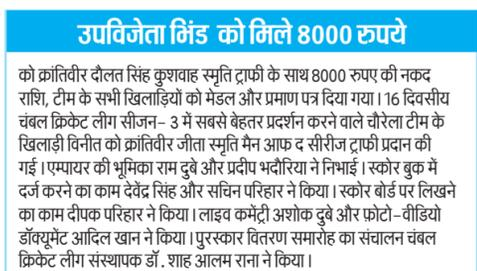 उपविजेता भिंड को मिले 8000 रुपये
को क्रांतिवीर दौलत सिंह कुशवाह स्मृति ट्राफी के साथ 8000 रुपए की नकद
राशि, टीम के सभी खिलाड़ियों को मेडल और प्रमाण पत्र दिया गया। 16 दिवसीय
चंबल क्रिकेट लीग सीजन- 3 में सबसे बेहतर प्रदर्शन करने वाले चौरेला टीम के
खिलाड़ी विनीत को क्रांतिवीर जीता स्मृति मैन आफ द सीरीज ट्राफी प्रदान की
गई। एम्पायर की भूमिका राम दुबे और प्रदीप भदौरिया ने निभाई। स्कोर बुक में
दर्ज करने का काम देवेंद्र सिंह और सचिन परिहार ने किया। स्कोर बोर्ड पर लिखने
का काम दीपक परिहार ने किया। लाइव कमेंट्री अशोक दुबे और फ़ोटो-वीडियो
डॉक्यूमेंट आदिल खान ने किया। पुरस्कार वितरण समारोह का संचालन चंबल
क्रिकेट लीग संस्थापक डॉ. शाह आलम राना ने किया।